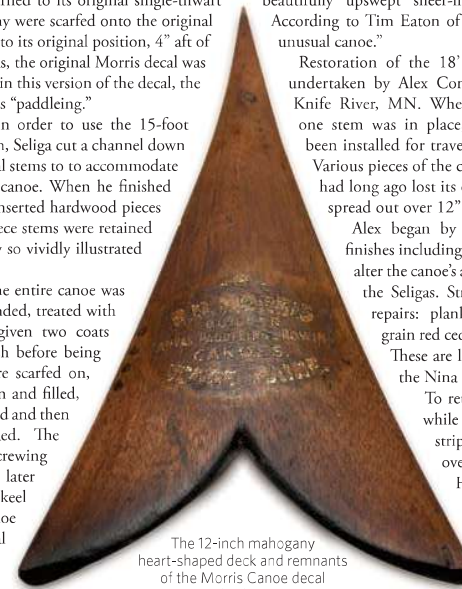 ified to its original single-thwart
ny were scarfed onto the original
to its original position, 4” aft of
s, the original Morris decal was
in this version of the decal, the
s “paddleing.”
n order to use the 15-foot
n, Seliga cut a channel down
al stems to to accommodate
canoe. When he finished
nserted hardwood pieces
ece stems were retained
y so vividly illustrated
he entire canoe was
nded, treated with
given two coats
h before being
re scarfed on,
n and filled,
d and then
ed. The
crewing
later
keel
oe
al
B.N. MORRIS
BUILDER
CANOES
The 12-inch mahogany
heart-shaped deck and remnants
of the Morris Canoe decal
beautifully upswept sheer-l
According to Tim Eaton of
unusual canoe.”
Restoration of the 18’
undertaken by Alex Con
Knife River, MN. Whe
one stem was in place
been installed for trave
Various pieces of the c
had long ago lost its
spread out over 12”
Alex began by
finishes including
alter the canoe’s a
the Seligas. St
repairs: plank
grain red ced
These are l
the Nina
To re
while
strip
ove
H